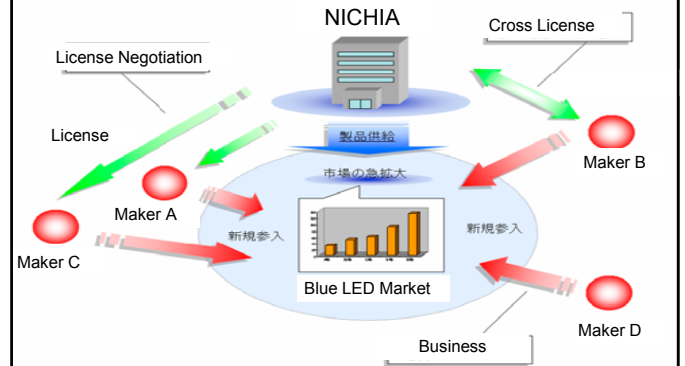 NICHIA
Cross License
License Negotiation
License
製品供給
Maker B
市場の急拡大
Maker A
新規参入
新規参入
Maker C
Blue LED Market
Maker D
Business